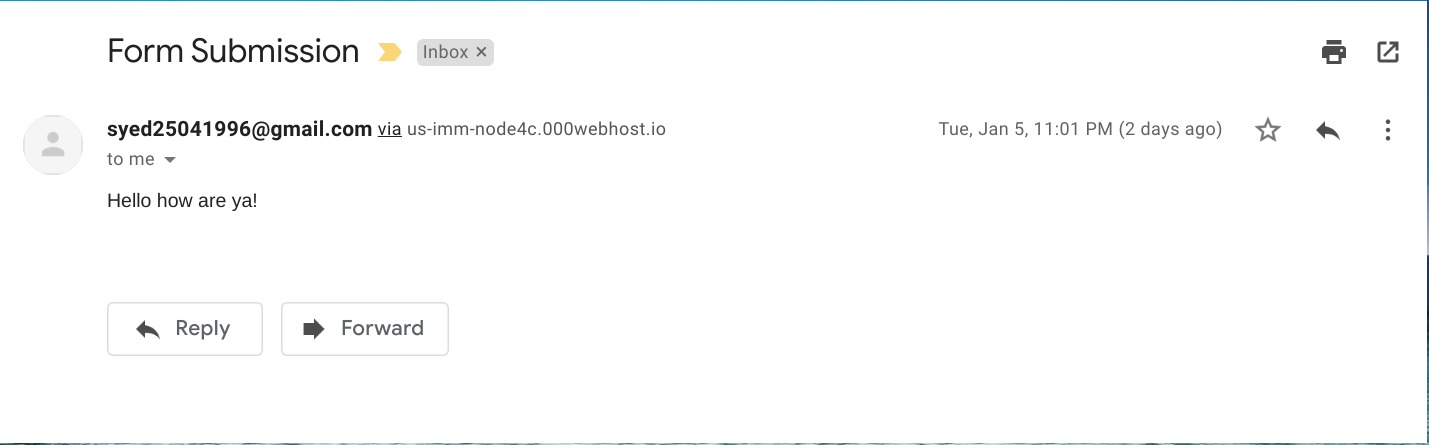 Form Submission Inbox ×
syed25041996@gmail.com via us-imm-node4c.000webhost.io Tue, Jan 5, 11:01 PM (2 days ago)
to me
Hello how are ya!
Reply Forward